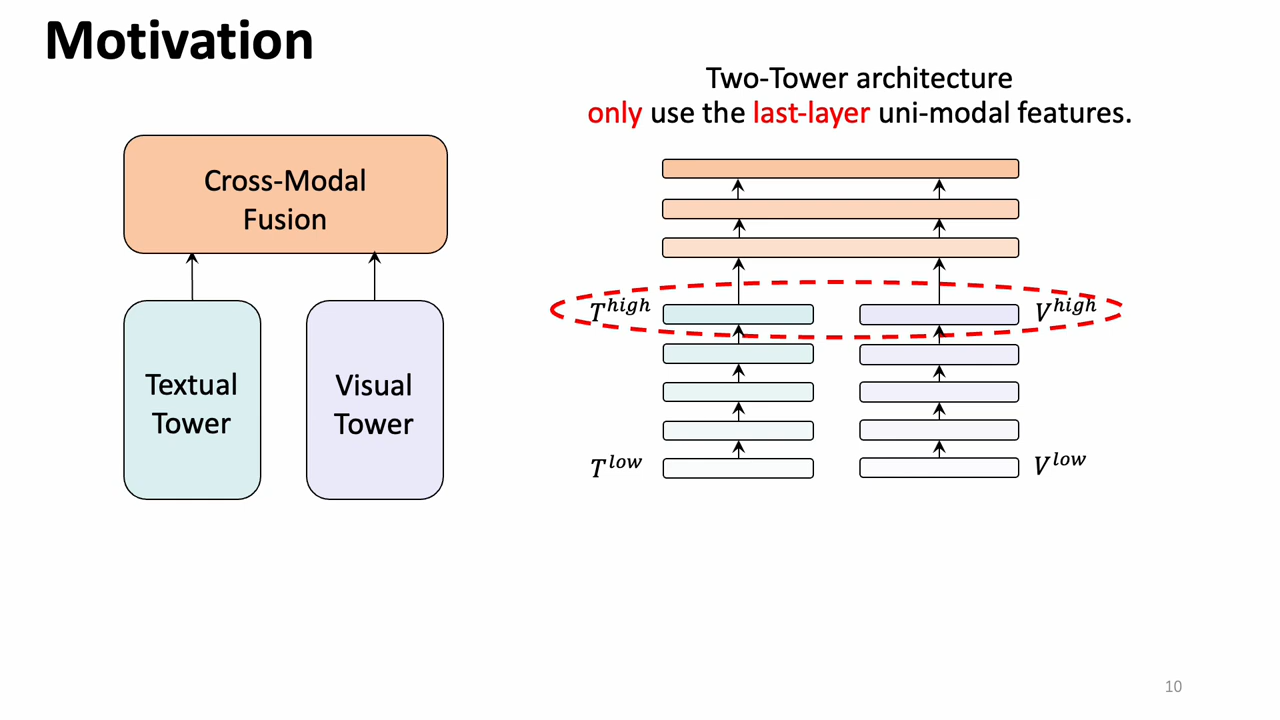 Motivation
Two-Tower architecture
only use the last-layer uni-modal features.
Cross-Modal
Fusion
Textual
Tower
Visual
Tower
T^high
V^high
T^low
V^low
10